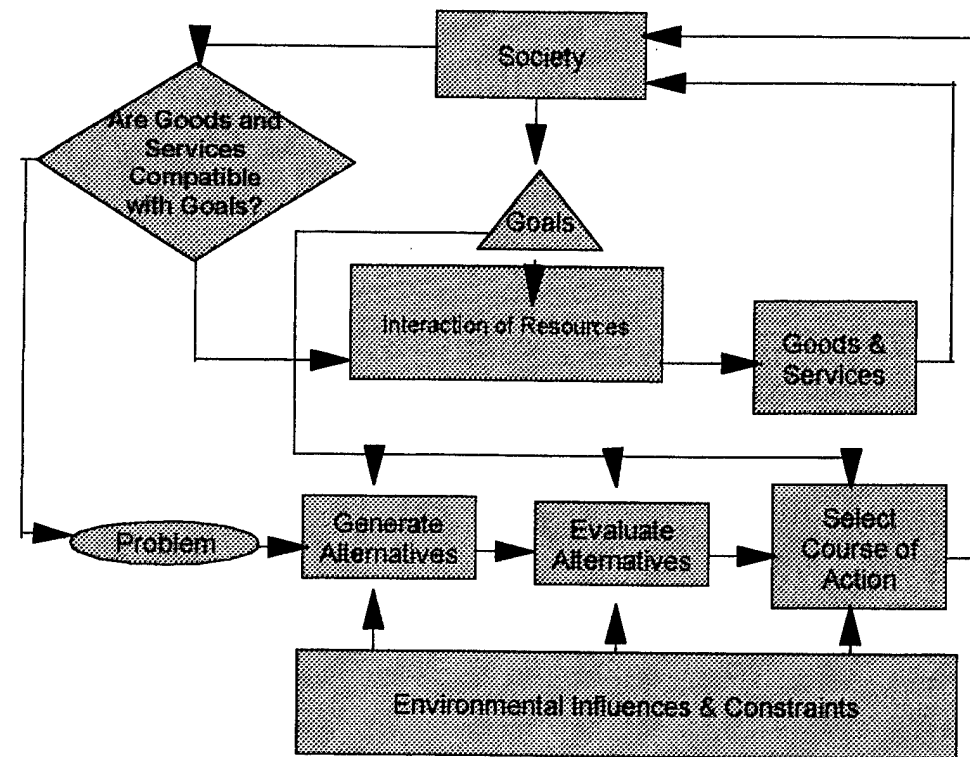 Society
Are Goods and
Services
Compatible
with Goals?
Goals
Interaction of Resources
Goods &
Services
Problem
Generate
Alternatives
Evaluate
Alternatives
Select
Course of
Action
Environmental Influences & Constraints